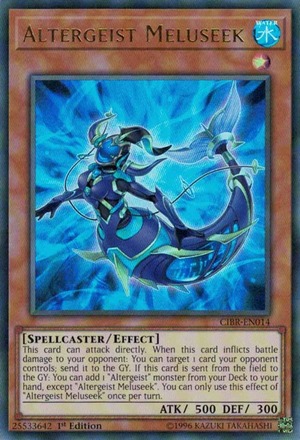 ALTERGEIST MELUSEEK
WATER
水
CIBR-EN014
[SPELLCASTER/EFFECT]
This card can attack directly. When this card inflicts battle
damage to your opponent: You can target 1 card your opponent
controls; send it to the GY. If this card is sent from the field
to the GY: You can add 1 "Altergeist" monster from your Deck to your
hand, except "Altergeist Meluseek". You can only use this effect of
"Altergeist Meluseek" once per turn.
ATK/ 500 DEF/ 300
25533642 1st Edition ©1996 KAZUKI TAKAHASHI